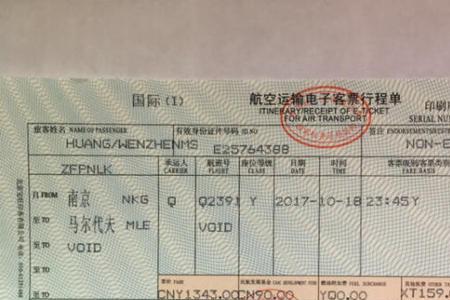 国际(I) 航空运输电子客票行程单 印刷
ITINERARY/RECEIPT OF E-TICKET
FOR AIR TRANSPORT SERIAL NU
旅客姓名 NAME OF PASSENGER 有效身份证件号码 ID.NO 签注 ENDORSEMENTS/REST
HUANG/WENZHENMS E25764388 NON-E
ZFPNLK 承运人 航班号 座位等级 日期 时间 客票级别/客票类别
CARRIER FLIGHT CLASS DATE TIME FARE BASI
自 FROM 南京 NKG Q Q2391 Y 2017-10-18 23:45Y
至 TO 马尔代夫 MLE VOID
至 TO VOID
至 TO
CNY1343.00 CN90.00 YQ0.00 XT159.